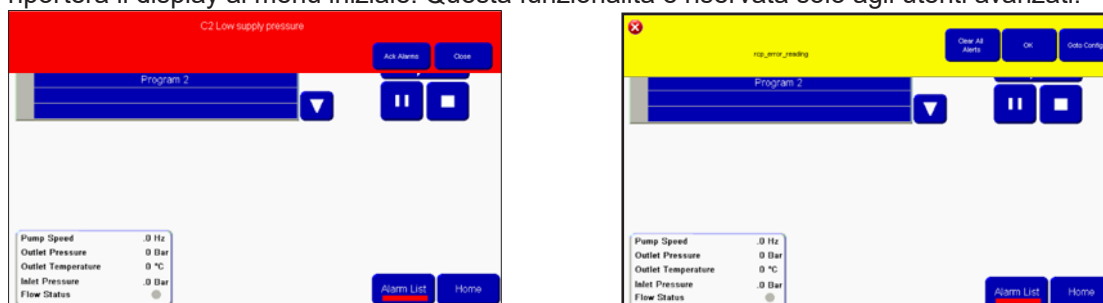 riporterà il display al menu iniziale. Questa funzionalità è riservata solo agli utenti avanzati.
C2 Low supply pressure
Ack Alarms
Close
Program 2
Pump Speed .0 Hz
Outlet Pressure 0 Bar
Outlet Temperature 0 °C
Inlet Pressure .0 Bar
Flow Status
Alarm List
Home
rcp_error_reading
Clear All
Alerts
OK
Goto Config
Program 2
Pump Speed .0 Hz
Outlet Pressure 0 Bar
Outlet Temperature 0 °C
Inlet Pressure .0 Bar
Flow Status
Alarm List
Home